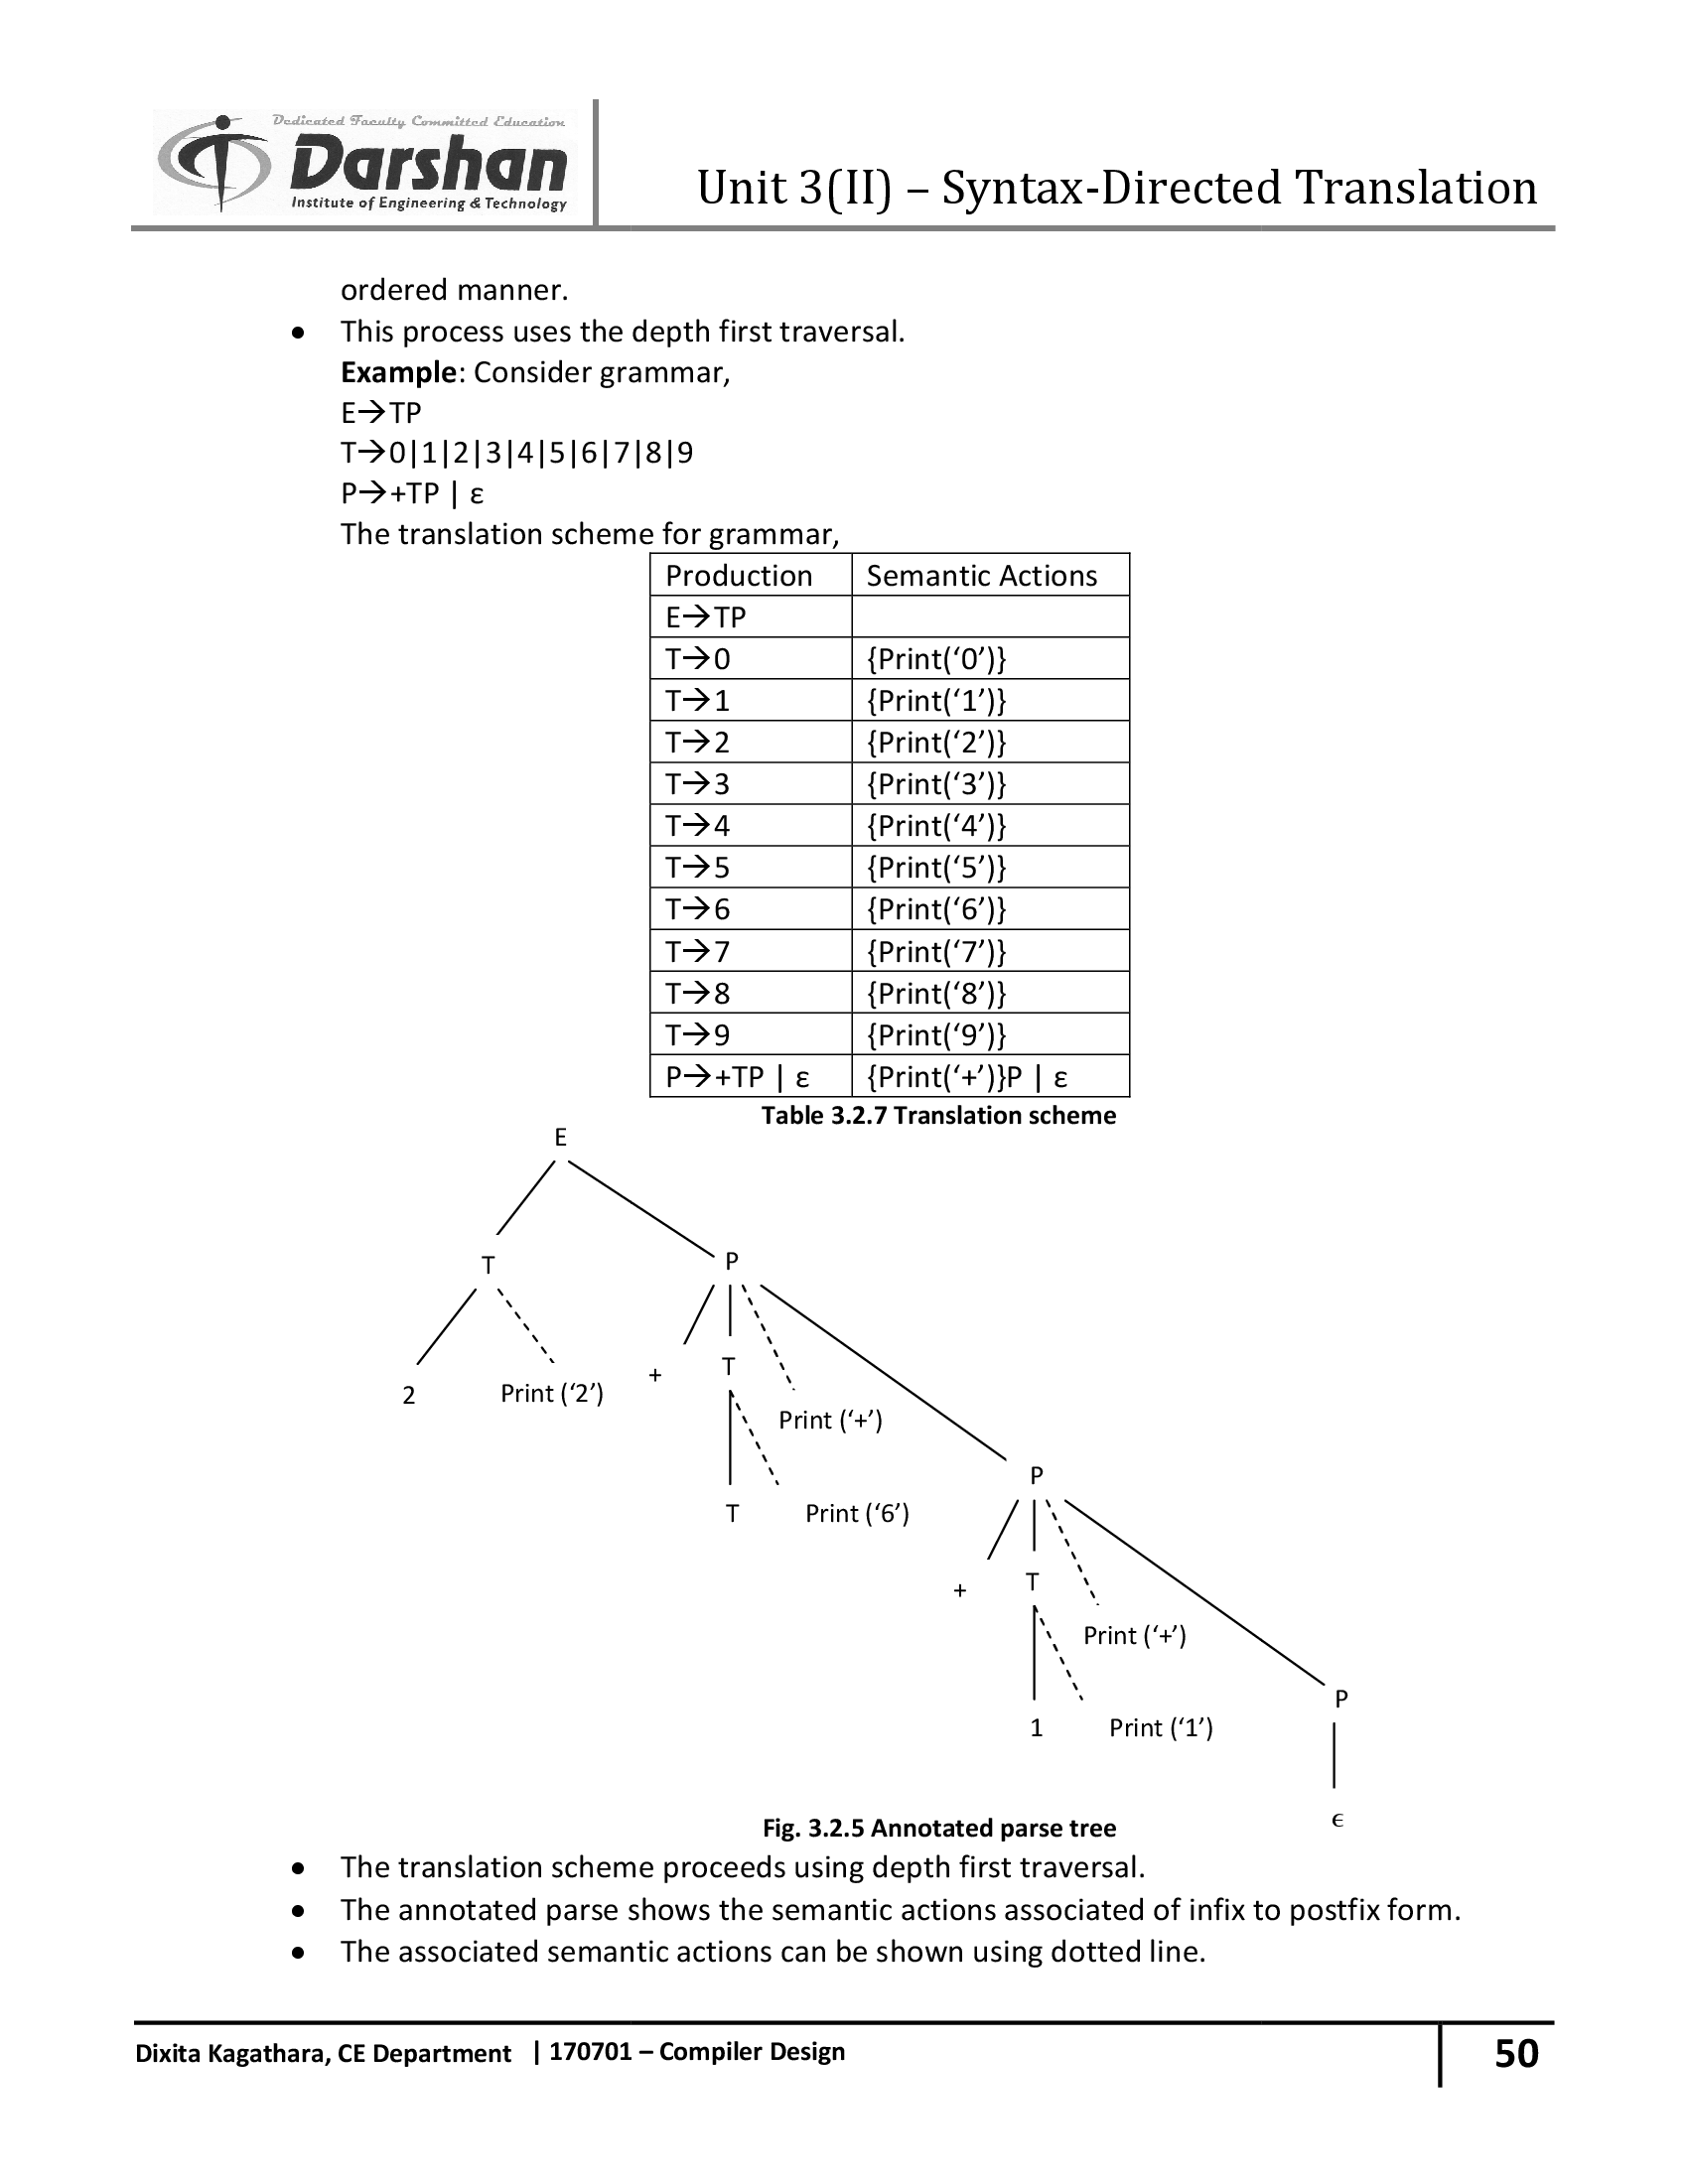 Dedicated Faculty Committed Education
Darshan
Institute of Engineering & Technology
Unit 3(II) – Syntax-Directed Translation
ordered manner.
• This process uses the depth first traversal.
Example: Consider grammar,
E→TP
T→0|1|2|3|4|5|6|7|8|9
P→+TP | ε
The translation scheme for grammar,
Production Semantic Actions
E→TP
T→0 {Print(‘0’)}
T→1 {Print(‘1’)}
T→2 {Print(‘2’)}
T→3 {Print(‘3’)}
T→4 {Print(‘4’)}
T→5 {Print(‘5’)}
T→6 {Print(‘6’)}
T→7 {Print(‘7’)}
T→8 {Print(‘8’)}
T→9 {Print(‘9’)}
P→+TP | ε {Print(‘+’)}P | ε
Table 3.2.7 Translation scheme
E
T P
2 Print (‘2’) + T
Print (‘+’)
P
T Print (‘6’)
+ T
Print (‘+’)
P
1 Print (‘1’)
ϵ
Fig. 3.2.5 Annotated parse tree
• The translation scheme proceeds using depth first traversal.
• The annotated parse shows the semantic actions associated of infix to postfix form.
• The associated semantic actions can be shown using dotted line.
Dixita Kagathara, CE Department | 170701 – Compiler Design 50